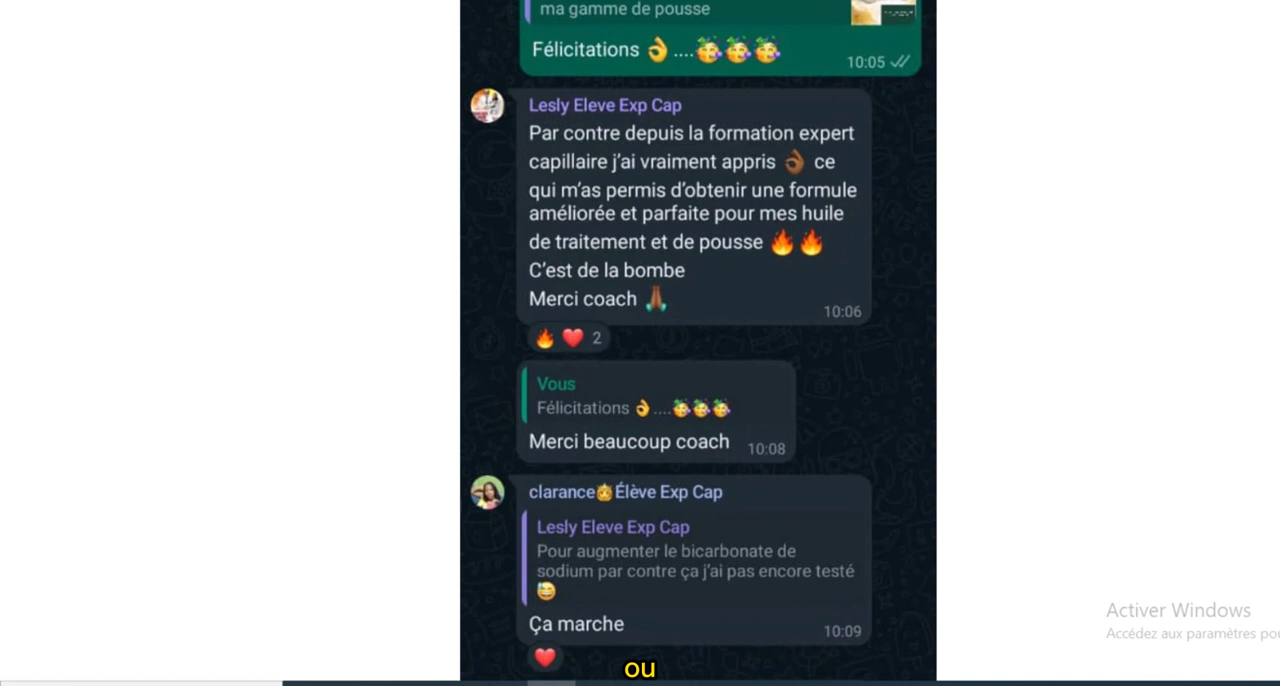 ma gamme de pousse
Félicitations 👌....🥳🥳🥳
10:05
Lesly Eleve Exp Cap
Par contre depuis la formation expert
capillaire j'ai vraiment appris 👌🏾 ce
qui m'as permis d'obtenir une formule
améliorée et parfaite pour mes huile
de traitement et de pousse 🔥🔥
C'est de la bombe
Merci coach 🙏🏾
10:06
🔥 ❤️ 2
Vous
Félicitations 👌....🥳🥳🥳
Merci beaucoup coach
10:08
clarance👸Élève Exp Cap
Lesly Eleve Exp Cap
Pour augmenter le bicarbonate de
sodium par contre ça j'ai pas encore testé
😅
Ça marche
10:09
❤️
ou
Activer Windows
Accédez aux paramètres pou